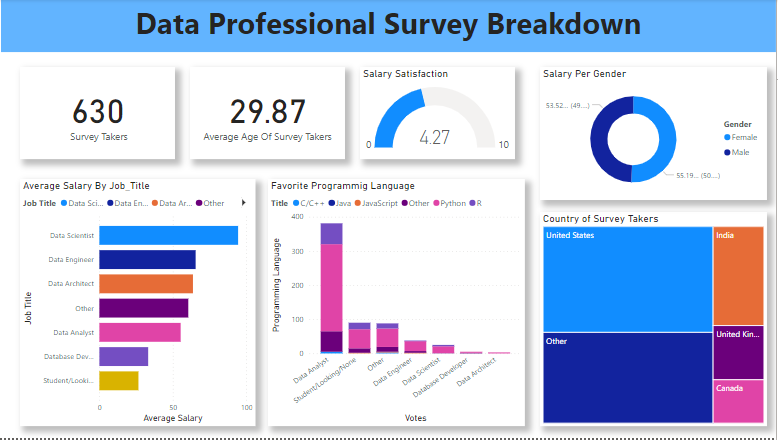 Data Professional Survey Breakdown
630
Survey Takers
29.87
Average Age Of Survey Takers
Salary Satisfaction
0
4.27
10
Salary Per Gender
53.52... (49....)
55.19... (50....)
Gender
Female
Male
Average Salary By Job_Title
Job Title Data Sci... Data En... Data Ar... Other
Job Title
Data Scientist
Data Engineer
Data Architect
Other
Data Analyst
Database Dev...
Student/Looki...
0 50 100
Average Salary
Favorite Programmig Language
Title C/C++ Java JavaScript Other Python R
Programming Language
400
300
200
100
0
Data Analyst
Student/Looking/None
Other
Data Engineer
Data Scientist
Database Developer
Data Architect
Votes
Country of Survey Takers
United States
India
Other
United Kin...
Canada